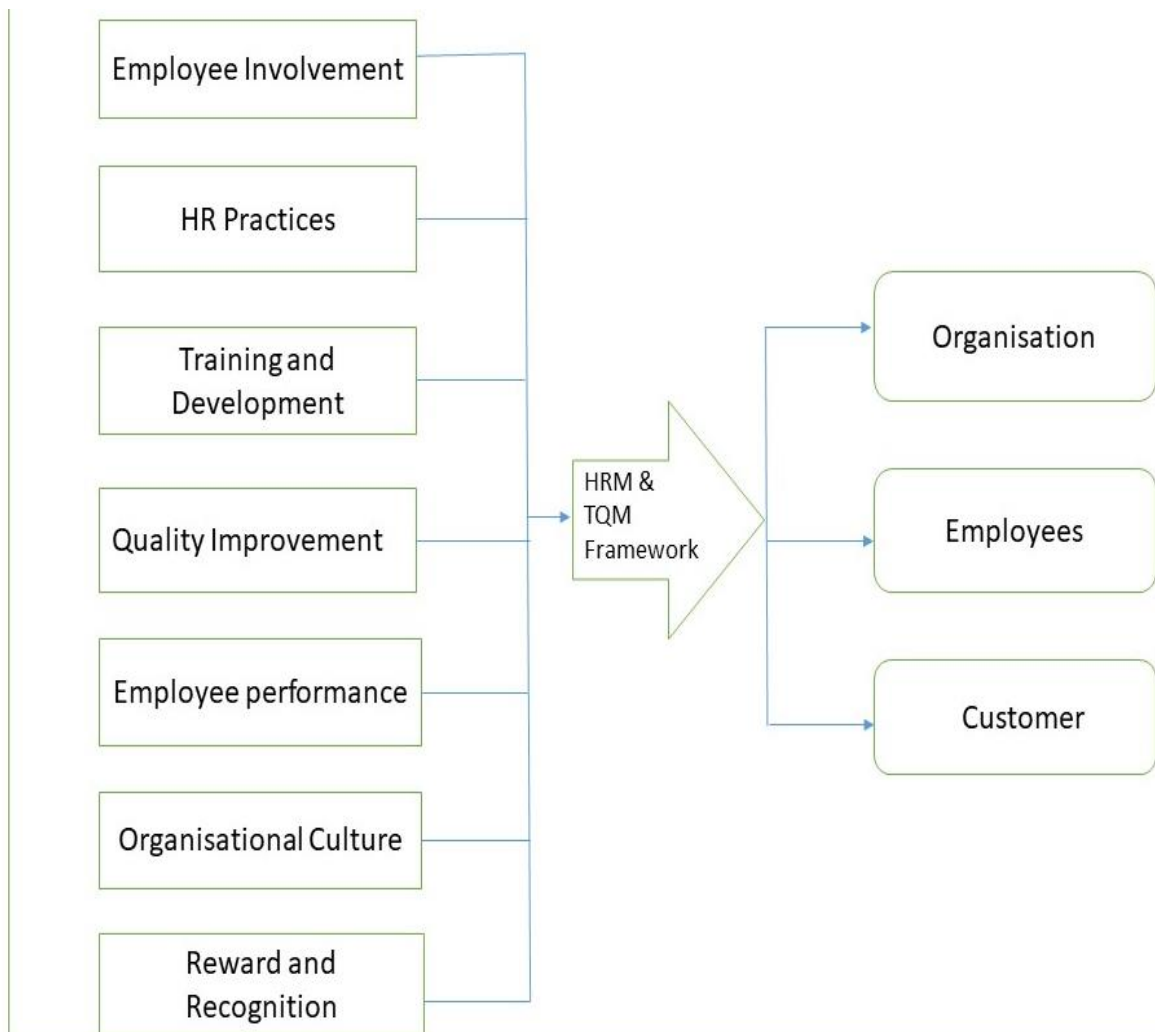 Employee Involvement
HR Practices
Training and
Development
Quality Improvement
Employee performance
Organisational Culture
Reward and
Recognition
HRM &
TQM
Framework
Organisation
Employees
Customer